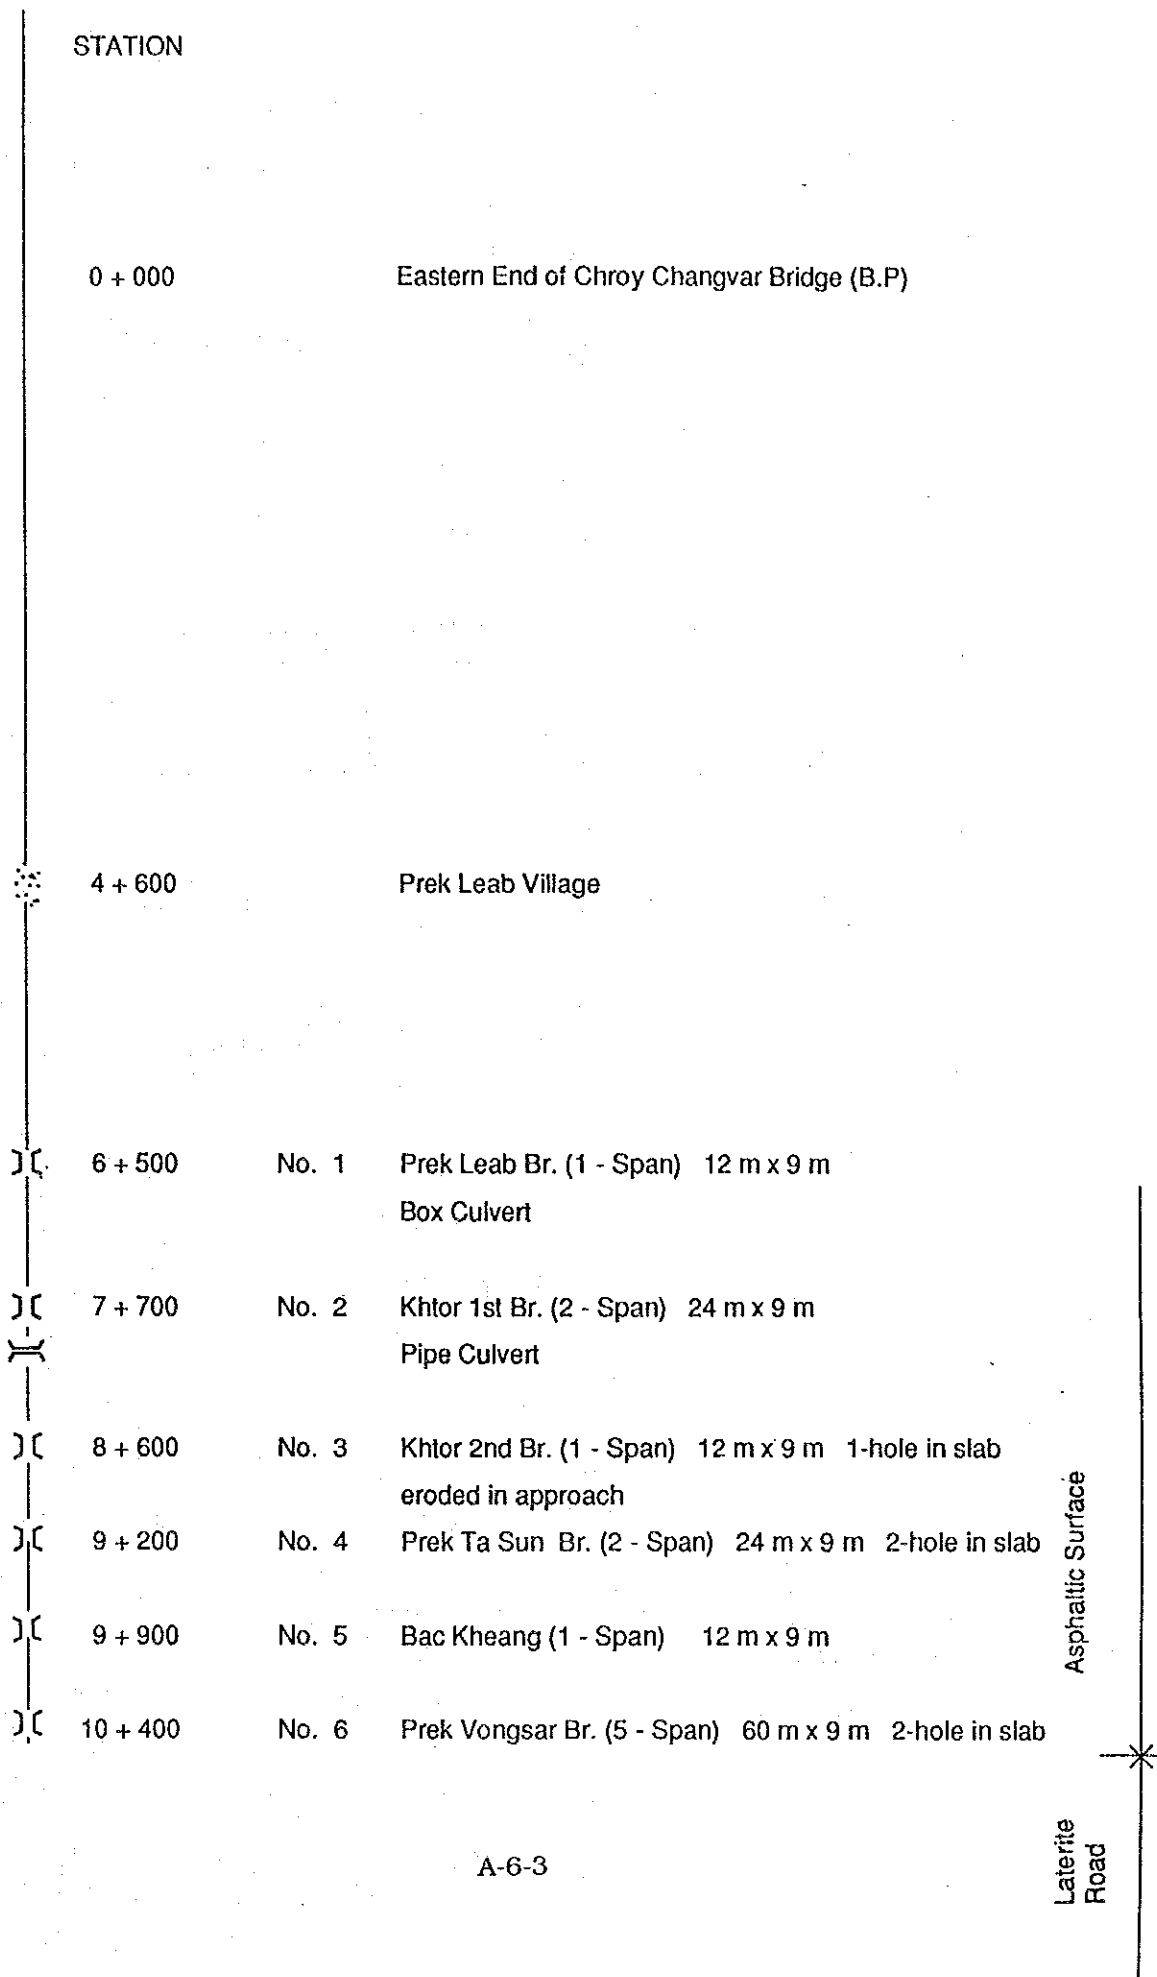 STATION
0 + 000 Eastern End of Chroy Changvar Bridge (B.P)
4 + 600 Prek Leab Village
6 + 500 No. 1 Prek Leab Br. (1 - Span) 12 m x 9 m
Box Culvert
7 + 700 No. 2 Khtor 1st Br. (2 - Span) 24 m x 9 m
Pipe Culvert
8 + 600 No. 3 Khtor 2nd Br. (1 - Span) 12 m x 9 m 1-hole in slab
eroded in approach
9 + 200 No. 4 Prek Ta Sun Br. (2 - Span) 24 m x 9 m 2-hole in slab
9 + 900 No. 5 Bac Kheang (1 - Span) 12 m x 9 m
10 + 400 No. 6 Prek Vongsar Br. (5 - Span) 60 m x 9 m 2-hole in slab
Asphaltic Surface
Laterite
Road
A-6-3